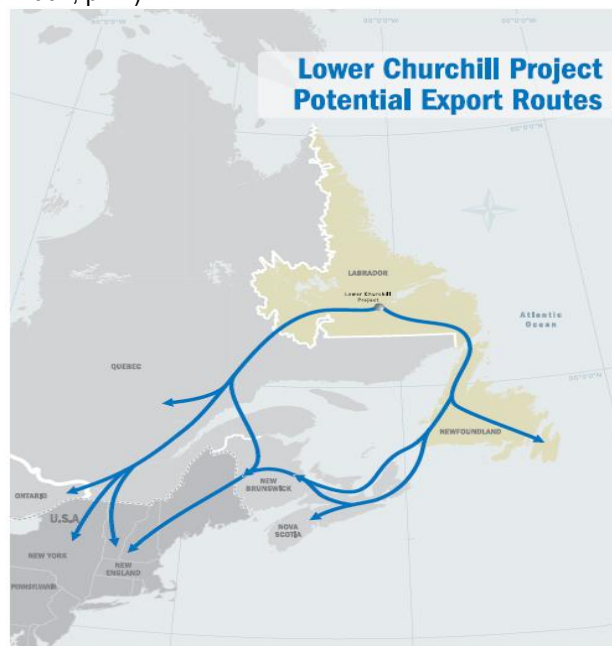 Lower Churchill Project
Potential Export Routes
LABRADOR
Lower Churchill
Project
Atlantic
Ocean
QUEBEC
NEWFOUNDLAND
ONTARIO
NEW
BRUNSWICK
U.S.A
NOVA
SCOTIA
NEW YORK
NEW
ENGLAND
PENNSYLVANIA